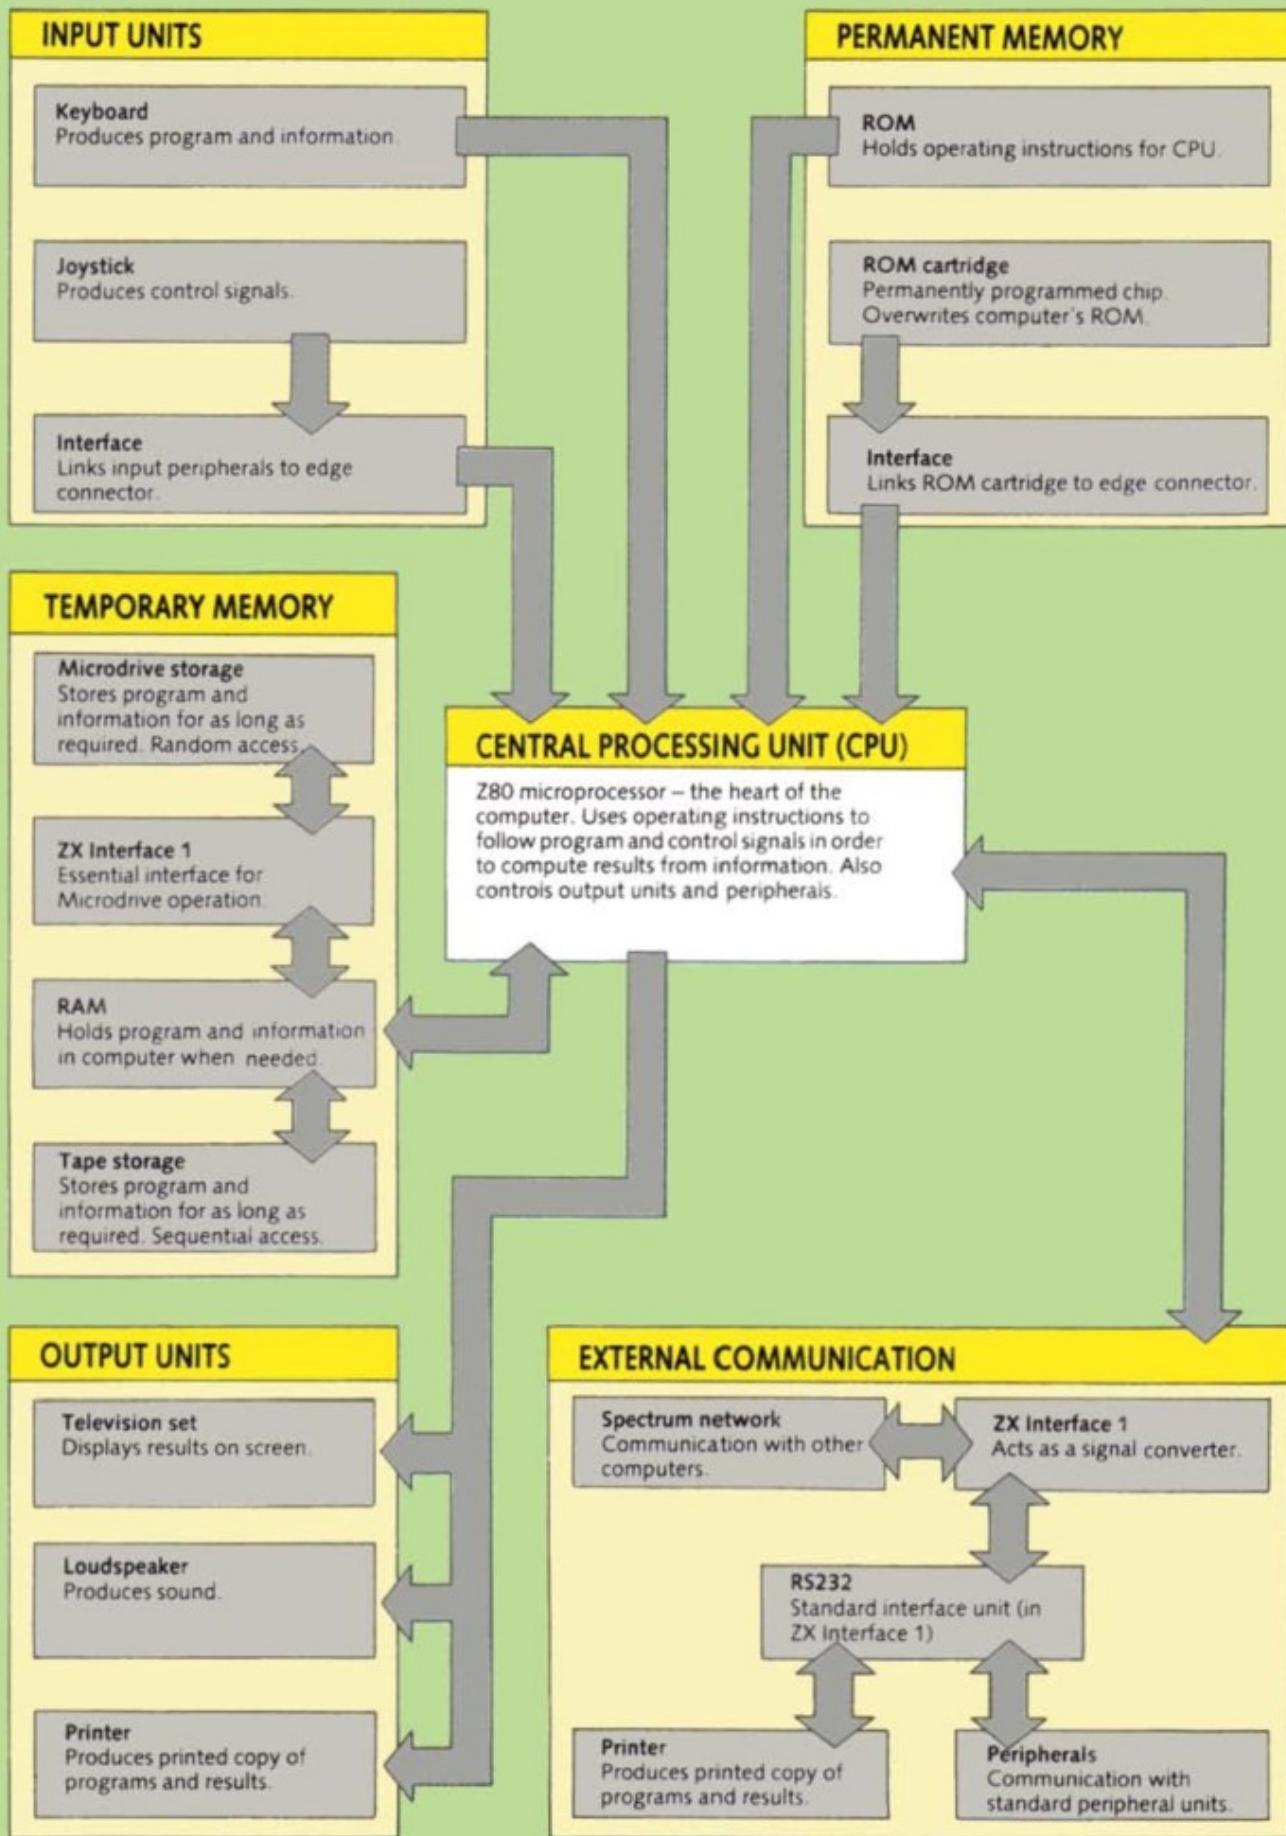 INPUT UNITS
Keyboard
Produces program and information.
Joystick
Produces control signals.
Interface
Links input peripherals to edge
connector.
PERMANENT MEMORY
ROM
Holds operating instructions for CPU.
ROM cartridge
Permanently programmed chip.
Overwrites computer's ROM.
Interface
Links ROM cartridge to edge connector.
TEMPORARY MEMORY
Microdrive storage
Stores program and
information for as long as
required. Random access.
ZX Interface 1
Essential interface for
Microdrive operation.
RAM
Holds program and information
in computer when needed.
Tape storage
Stores program and
information for as long as
required. Sequential access.
CENTRAL PROCESSING UNIT (CPU)
Z80 microprocessor – the heart of the
computer. Uses operating instructions to
follow program and control signals in order
to compute results from information. Also
controls output units and peripherals.
OUTPUT UNITS
Television set
Displays results on screen.
Loudspeaker
Produces sound.
Printer
Produces printed copy of
programs and results.
EXTERNAL COMMUNICATION
Spectrum network
Communication with other
computers.
ZX Interface 1
Acts as a signal converter.
RS232
Standard interface unit (in
ZX Interface 1)
Printer
Produces printed copy of
programs and results.
Peripherals
Communication with
standard peripheral units.